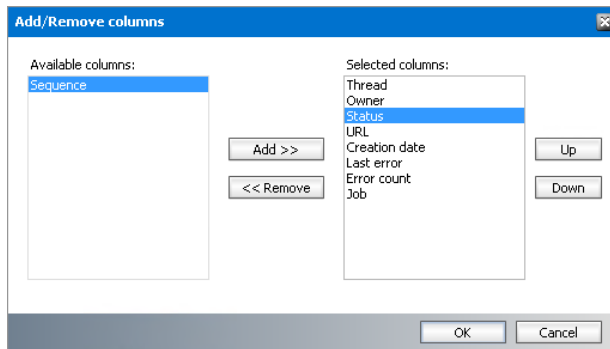 Add/Remove columns
Available columns:
Sequence
Add >>
<< Remove
Selected columns:
Thread
Owner
Status
URL
Creation date
Last error
Error count
Job
Up
Down
OK
Cancel